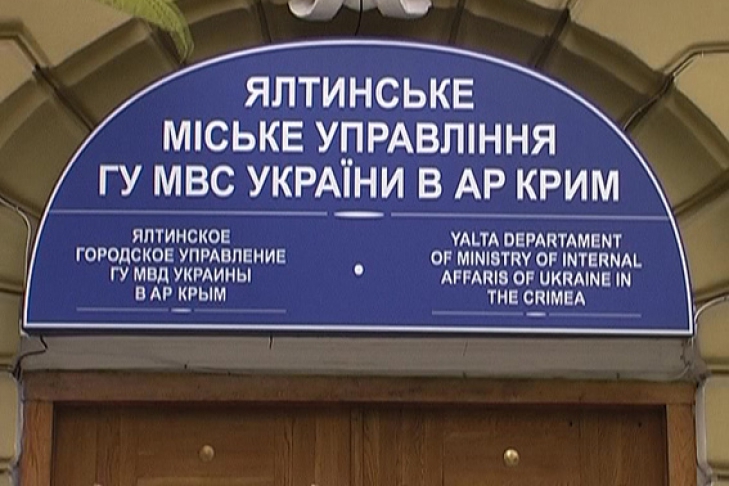 ЯЛТИНСЬКЕ
МІСЬКЕ УПРАВЛІННЯ
ГУ МВС УКРАЇНИ В АР КРИМ
ЯЛТИНСКОЕ
ГОРОДСКОЕ УПРАВЛЕНИЕ
ГУ МВД УКРАИНЫ
В АР КРЫМ
YALTA DEPARTAMENT
OF MINISTRY OF INTERNAL
AFFARIS OF UKRAINE IN
THE CRIMEA